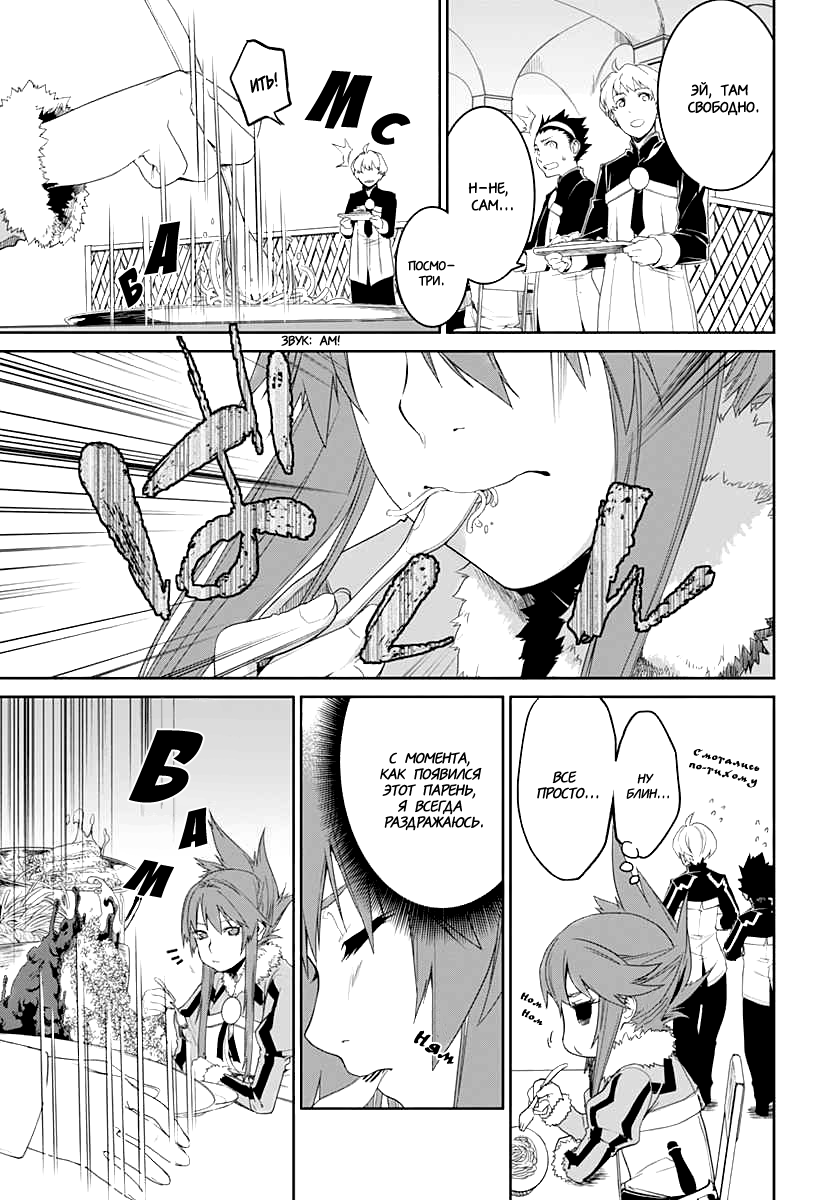 ЭЙ, ТАМ
СВОБОДНО.
Н-НЕ,
САМ...
ПОСМО-
ТРИ.
ИТЬ!
МС
БА
ЗВУК: АМ!
С мотались
по-тихому
НУ
БЛИН...
ВСЕ
ПРОСТО...
Ном
Ном
С МОМЕНТА,
КАК ПОЯВИЛСЯ
ЭТОТ ПАРЕНЬ,
Я ВСЕГДА
РАЗДРАЖАЮСЬ.
Ням
БАМ